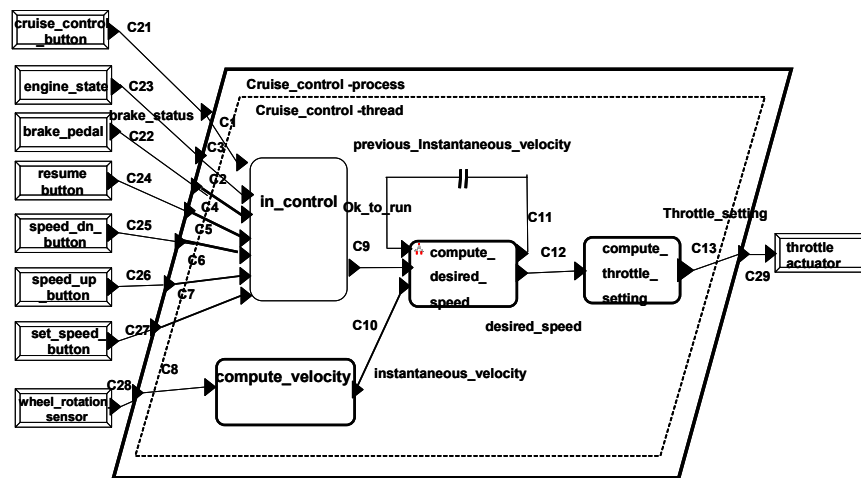 cruise_control
_button
C21
engine_state
C23
brake_status
brake_pedal
C22
resume
button
C24
speed_dn_
button
C25
speed_up
_button
C26
set_speed_
button
C27
wheel_rotation
sensor
C28
Cruise_control -process
Cruise_control -thread
C1
C3
C2
C4
C5
C6
C7
C8
in_control
previous_Instantaneous_velocity
Ok_to_run
C9
C11
compute_
desired_
speed
C12
compute_
throttle_
setting
Throttle_setting
C13
C29
throttle
actuator
C10
desired_speed
compute_velocity
instantaneous_velocity